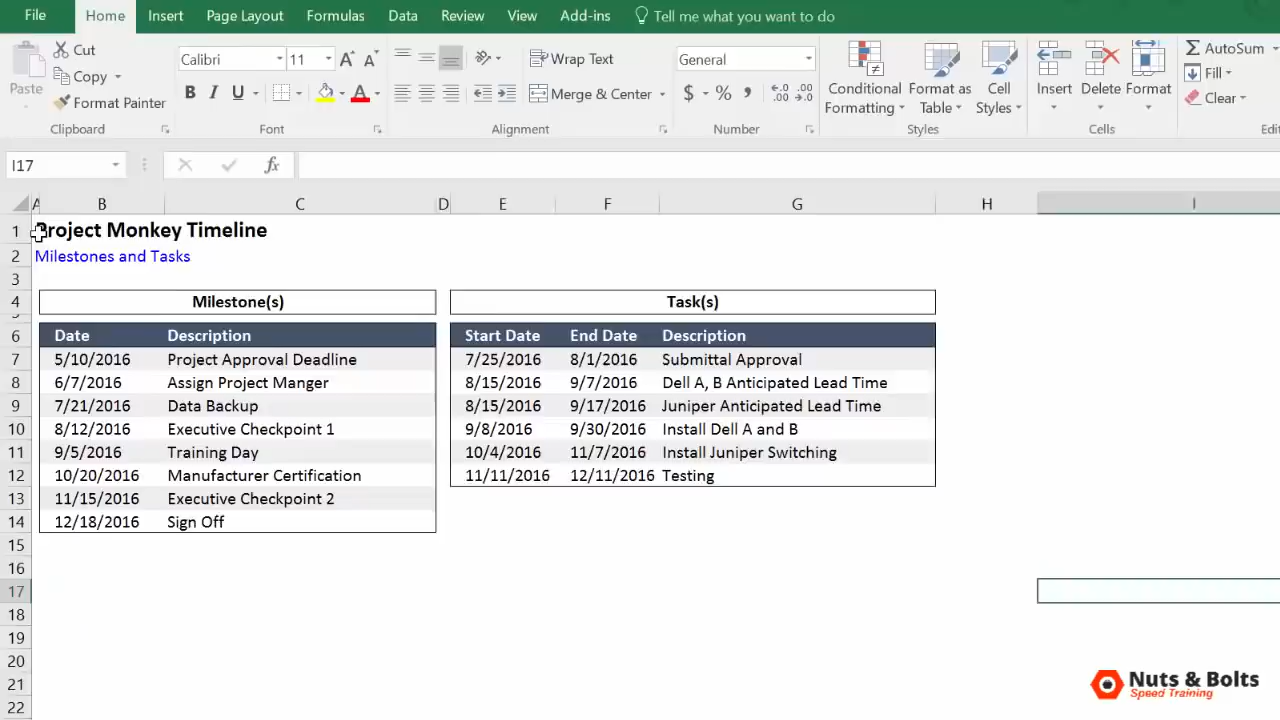 File Home Insert Page Layout Formulas Data Review View Add-ins Tell me what you want to do
Cut
Copy
Format Painter
Paste
Clipboard
Calibri 11 A A
B I U A
Font
Wrap Text
Merge & Center
Alignment
General
$ % , .00 .00
Number
Conditional Formatting
Format as Table
Cell Styles
Styles
Insert Delete Format
Cells
AutoSum
Fill
Clear
I17 fx
A B C D E F G H I
1 Project Monkey Timeline
2 Milestones and Tasks
3
4 Milestone(s) Task(s)
6 Date Description Start Date End Date Description
7 5/10/2016 Project Approval Deadline 7/25/2016 8/1/2016 Submittal Approval
8 6/7/2016 Assign Project Manger 8/15/2016 9/7/2016 Dell A, B Anticipated Lead Time
9 7/21/2016 Data Backup 8/15/2016 9/17/2016 Juniper Anticipated Lead Time
10 8/12/2016 Executive Checkpoint 1 9/8/2016 9/30/2016 Install Dell A and B
11 9/5/2016 Training Day 10/4/2016 11/7/2016 Install Juniper Switching
12 10/20/2016 Manufacturer Certification 11/11/2016 12/11/2016 Testing
13 11/15/2016 Executive Checkpoint 2
14 12/18/2016 Sign Off
15
16
17
18
19
20
21
22
Nuts & Bolts
Speed Training